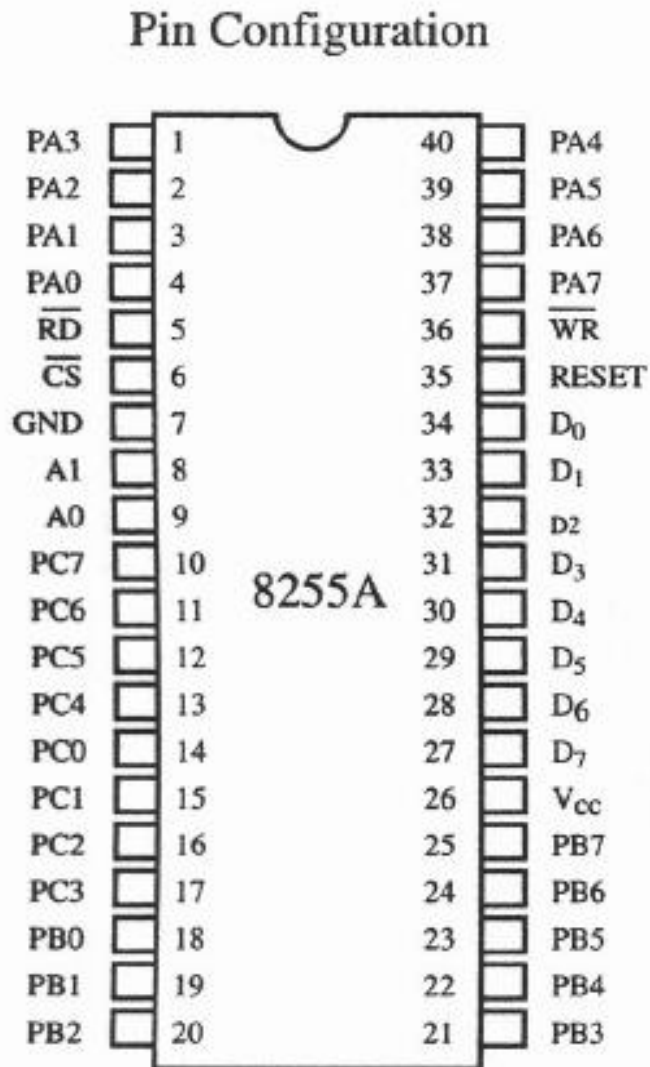 Pin Configuration
PA3 1 40 PA4
PA2 2 39 PA5
PA1 3 38 PA6
PA0 4 37 PA7
R̅D̅ 5 36 W̅R̅
C̅S̅ 6 35 RESET
GND 7 34 D₀
A1 8 33 D₁
A0 9 32 D2
PC7 10 31 D₃
8255A
PC6 11 30 D₄
PC5 12 29 D₅
PC4 13 28 D₆
PC0 14 27 D₇
PC1 15 26 Vcc
PC2 16 25 PB7
PC3 17 24 PB6
PB0 18 23 PB5
PB1 19 22 PB4
PB2 20 21 PB3